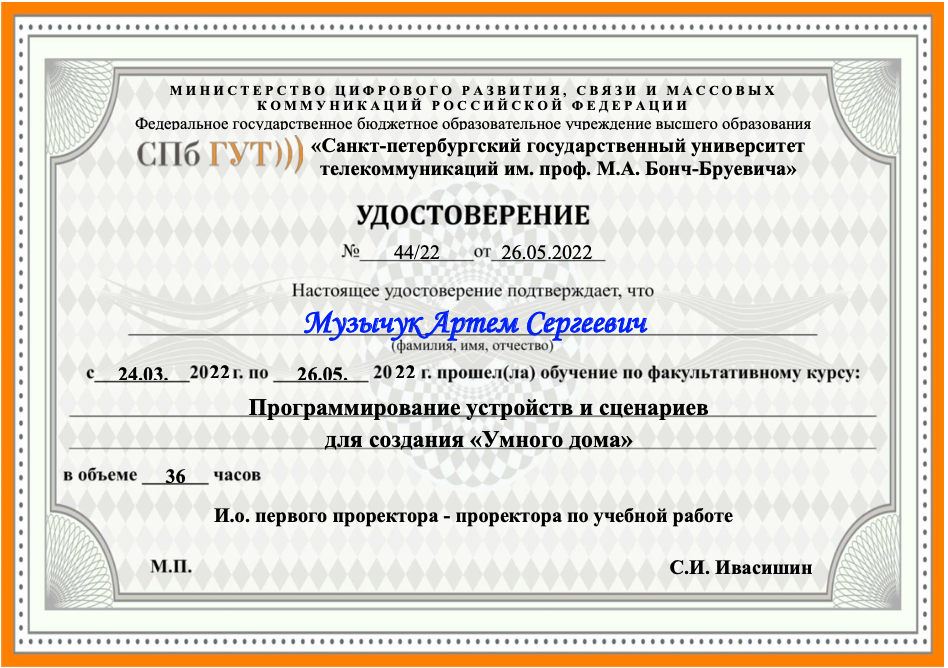 МИНИСТЕРСТВО ЦИФРОВОГО РАЗВИТИЯ, СВЯЗИ И МАССОВЫХ
КОММУНИКАЦИЙ РОССИЙСКОЙ ФЕДЕРАЦИИ
Федеральное государственное бюджетное образовательное учреждение высшего образования
СПб ГУТ)))
«Санкт-петербургский государственный университет
телекоммуникаций им. проф. М.А. Бонч-Бруевича»
УДОСТОВЕРЕНИЕ
№ 44/22 от 26.05.2022
Настоящее удостоверение подтверждает, что
Музычук Артем Сергеевич
(фамилия, имя, отчество)
с 24.03. 2022 г. по 26.05. 2022 г. прошел(ла) обучение по факультативному курсу:
Программирование устройств и сценариев
для создания «Умного дома»
в объеме 36 часов
И.о. первого проректора - проректора по учебной работе
М.П. С.И. Ивасишин